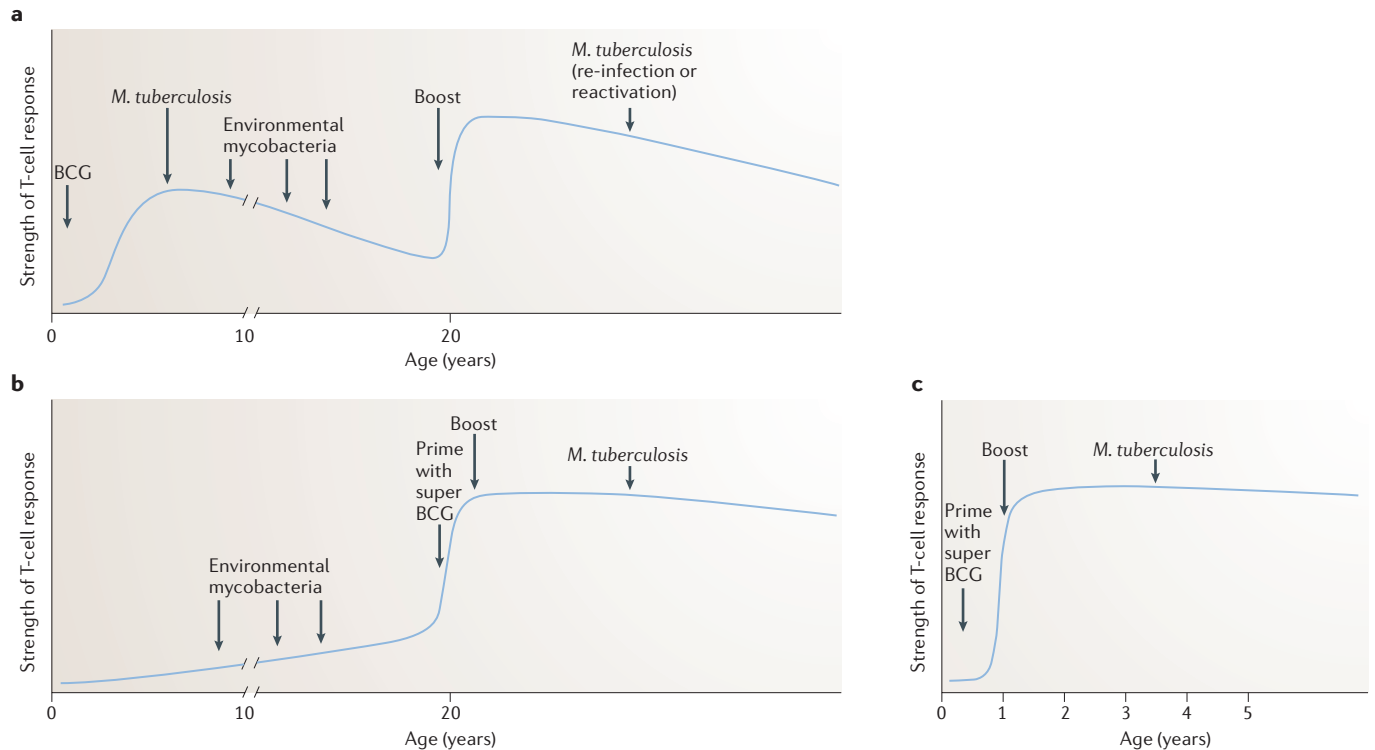 a
Strength of T-cell response
BCG
M. tuberculosis
Environmental
mycobacteria
Boost
M. tuberculosis
(re-infection or
reactivation)
0
10
20
Age (years)
b
Strength of T-cell response
Environmental
mycobacteria
Prime
with
super
BCG
Boost
M. tuberculosis
0
10
20
Age (years)
c
Strength of T-cell response
Prime
with
super
BCG
Boost
M. tuberculosis
0
1
2
3
4
5
Age (years)